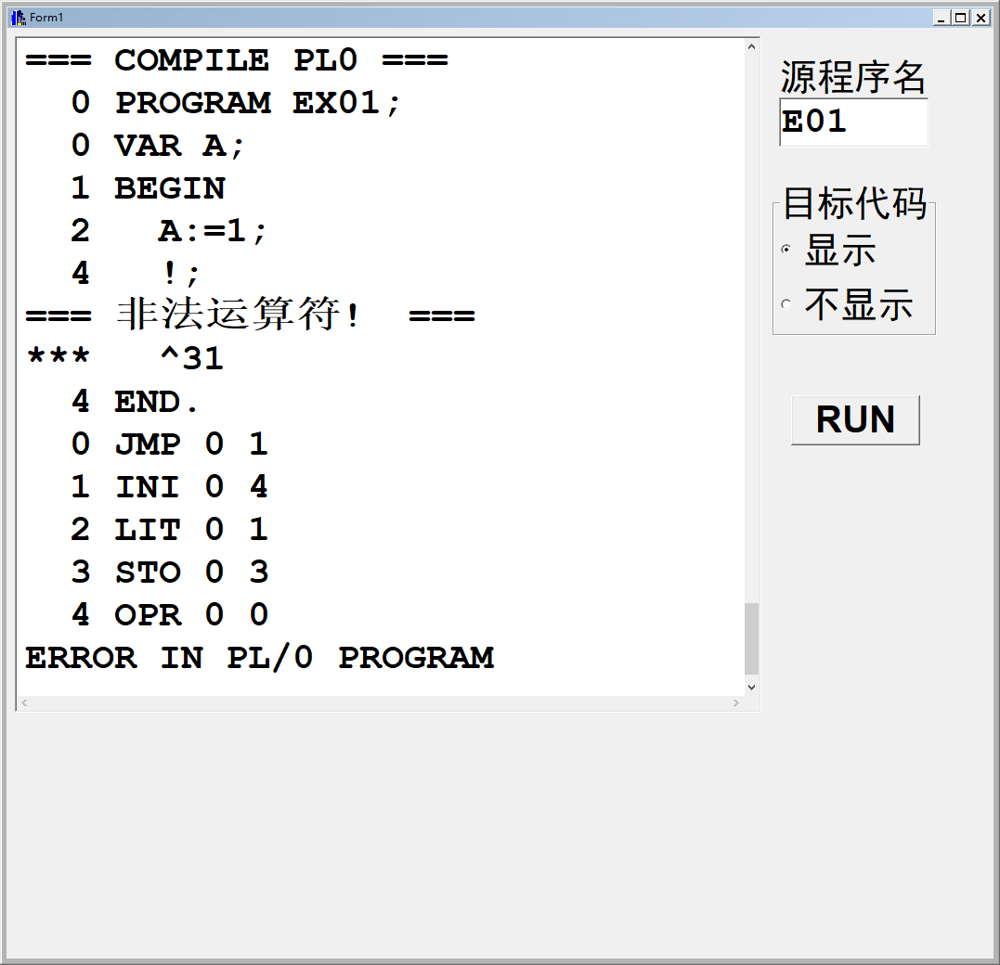 Form1
=== COMPILE PL0 ===
0 PROGRAM EX01;
0 VAR A;
1 BEGIN
2 A:=1;
4 !;
=== 非法运算符! ===
*** ^31
4 END.
0 JMP 0 1
1 INI 0 4
2 LIT 0 1
3 STO 0 3
4 OPR 0 0
ERROR IN PL/0 PROGRAM
源程序名
E01
目标代码
显示
不显示
RUN